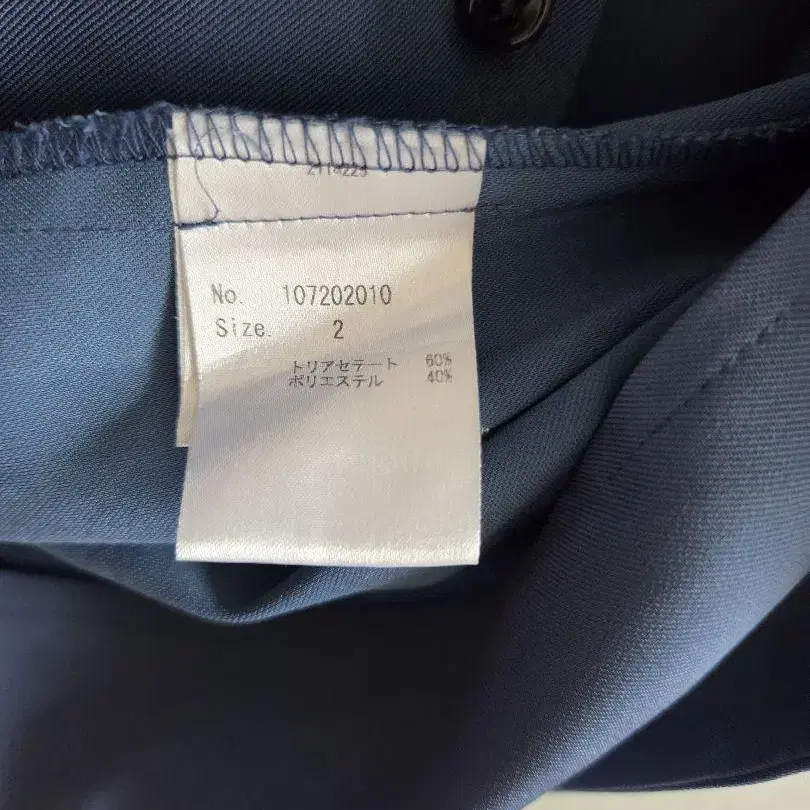 No. 107202010
Size. 2
トリアセテート 60%
ポリエステル 40%